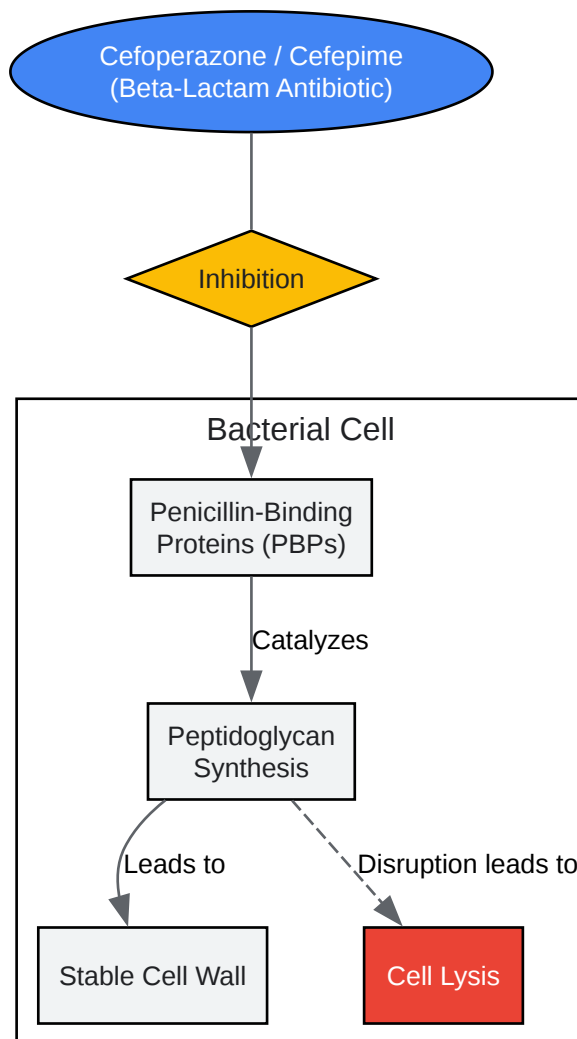 Cefoperazone / Cefepime
(Beta-Lactam Antibiotic)
Inhibition
Bacterial Cell
Penicillin-Binding
Proteins (PBPs)
Catalyzes
Peptidoglycan
Synthesis
Leads to
Disruption leads to
Stable Cell Wall
Cell Lysis